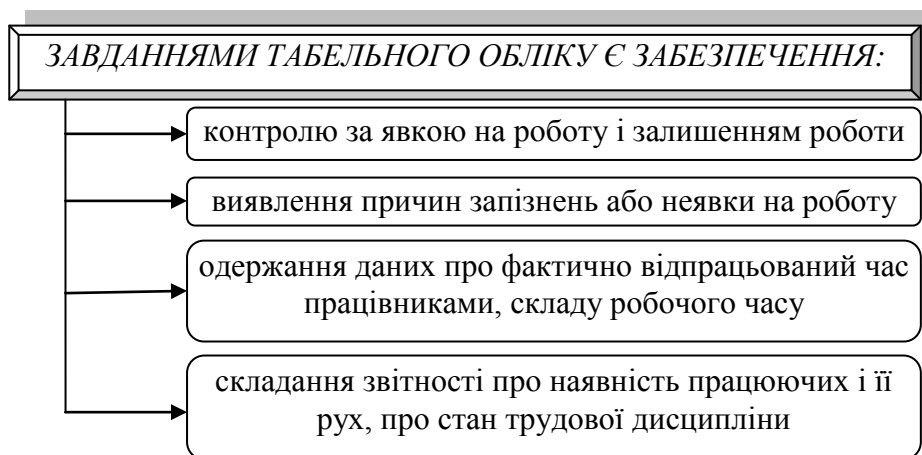 ЗАВДАННЯМИ ТАБЕЛЬНОГО ОБЛІКУ Є ЗАБЕЗПЕЧЕННЯ:
контролю за явкою на роботу і залишенням роботи
виявлення причин запізнень або неявки на роботу
одержання даних про фактично відпрацьований час
працівниками, складу робочого часу
складання звітності про наявність працюючих і її
рух, про стан трудової дисципліни